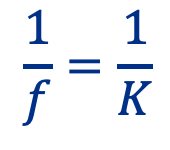 1/f = 1/K